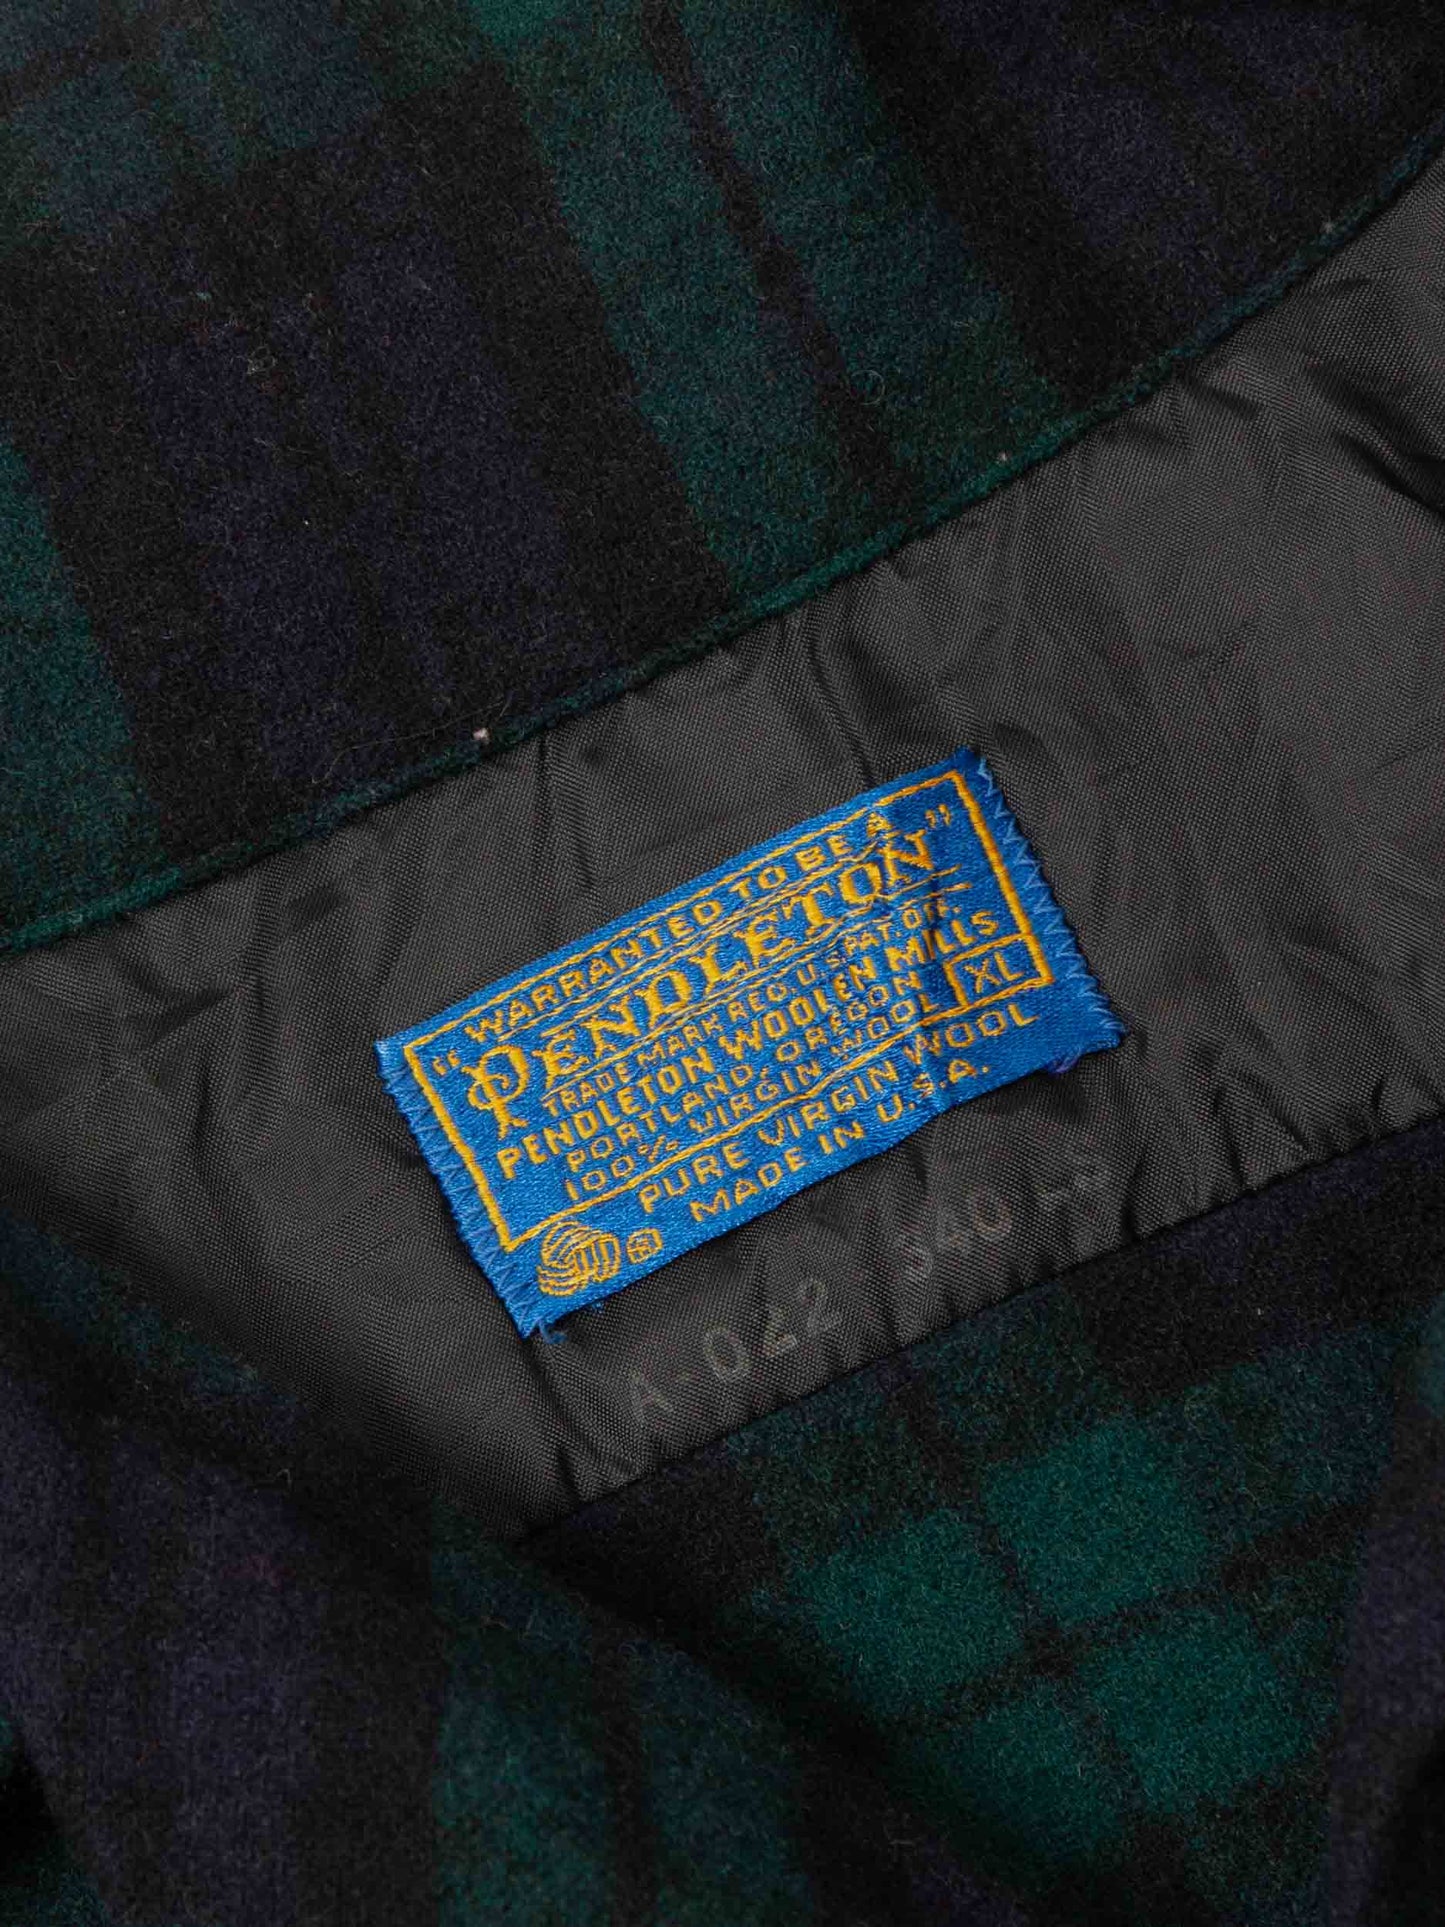 "WARRANTED TO BE A
PENDLETON"
TRADE MARK REG. U.S. PAT. OFF.
PENDLETON WOOLEN MILLS
PORTLAND, OREGON
100% VIRGIN WOOL
XL
PURE VIRGIN WOOL
MADE IN U.S.A.
A-022